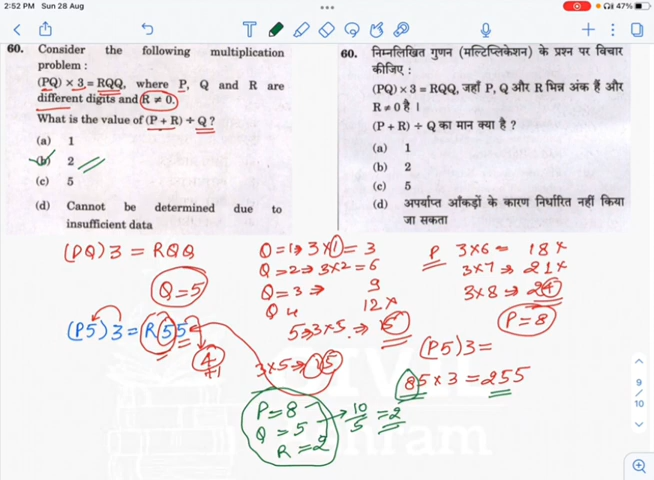 2:52 PM Sun 28 Aug
47%
60. Consider the following multiplication
problem :
(PQ) × 3 = RQQ, where P, Q and R are
different digits and R ≠ 0.
What is the value of (P + R) ÷ Q ?
(a) 1
(b) 2
(c) 5
(d) Cannot be determined due to
insufficient data
60. निम्नलिखित गुणन (मल्टिप्लिकेशन) के प्रश्न पर विचार
कीजिए :
(PQ) × 3 = RQQ, जहाँ P, Q और R भिन्न अंक हैं और
R ≠ 0 है ।
(P + R) ÷ Q का मान क्या है ?
(a) 1
(b) 2
(c) 5
(d) अपर्याप्त आँकड़ों के कारण निर्धारित नहीं किया
जा सकता
(PQ) 3 = RQQ
Q = 5
(P5) 3 = R55
4
+1
Q = 1 → 3 × 1 = 3
Q = 2 → 3 × 2 = 6
Q = 3 → 9
Q 4 12 ×
5 → 3 × 5 → 15
3 × 5 → 15
P 3 × 6 = 18 ×
3 × 7 → 21 ×
3 × 8 → 24
P = 8
(P5) 3 =
85 × 3 = 255
P = 8
Q = 5
R = 2
10/5 = 2
9
10